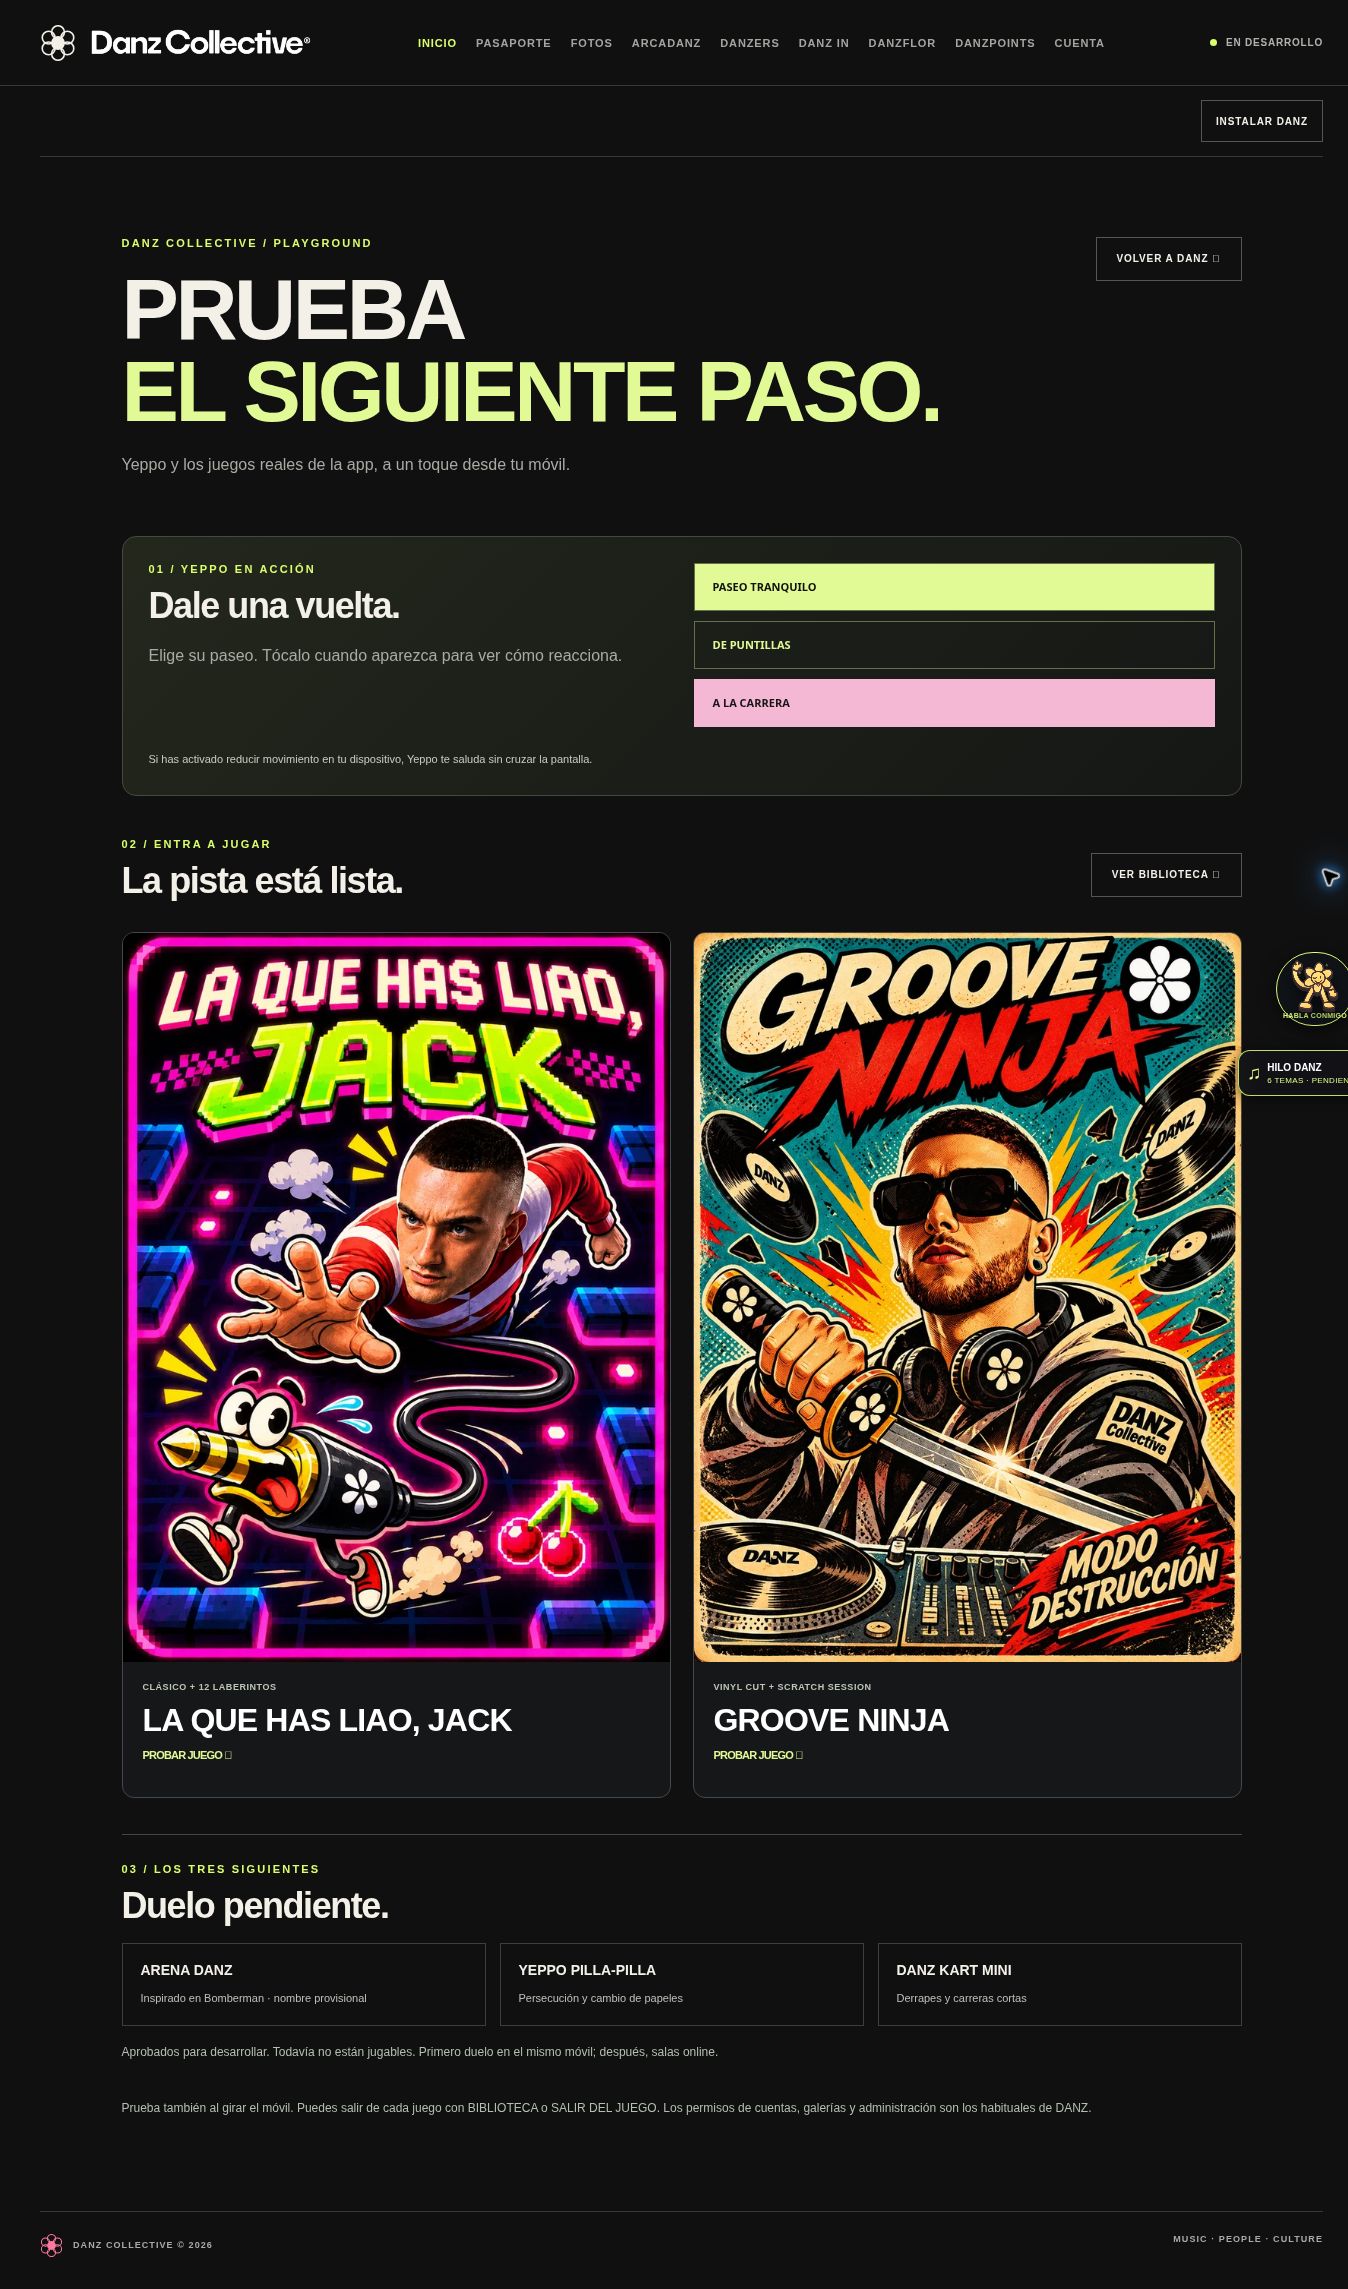 Danz Collective®
INICIO PASAPORTE FOTOS ARCADANZ DANZERS DANZ IN DANZFLOR DANZPOINTS CUENTA
EN DESARROLLO
INSTALAR DANZ
DANZ COLLECTIVE / PLAYGROUND
VOLVER A DANZ
PRUEBA
EL SIGUIENTE PASO.
Yeppo y los juegos reales de la app, a un toque desde tu móvil.
01 / YEPPO EN ACCIÓN
Dale una vuelta.
Elige su paseo. Tócalo cuando aparezca para ver cómo reacciona.
PASEO TRANQUILO
DE PUNTILLAS
A LA CARRERA
Si has activado reducir movimiento en tu dispositivo, Yeppo te saluda sin cruzar la pantalla.
02 / ENTRA A JUGAR
La pista está lista.
VER BIBLIOTECA
LA QUE HAS LIAO,
JACK
GROOVE
NINJA
DANZ
DANZ
DANZ
Collective
DANZ
MODO
DESTRUCCIÓN
HABLA CONMIGO
HILO DANZ
6 TEMAS · PENDIEN
CLÁSICO + 12 LABERINTOS
LA QUE HAS LIAO, JACK
PROBAR JUEGO
VINYL CUT + SCRATCH SESSION
GROOVE NINJA
PROBAR JUEGO
03 / LOS TRES SIGUIENTES
Duelo pendiente.
ARENA DANZ
Inspirado en Bomberman · nombre provisional
YEPPO PILLA-PILLA
Persecución y cambio de papeles
DANZ KART MINI
Derrapes y carreras cortas
Aprobados para desarrollar. Todavía no están jugables. Primero duelo en el mismo móvil; después, salas online.
Prueba también al girar el móvil. Puedes salir de cada juego con BIBLIOTECA o SALIR DEL JUEGO. Los permisos de cuentas, galerías y administración son los habituales de DANZ.
DANZ COLLECTIVE © 2026
MUSIC · PEOPLE · CULTURE